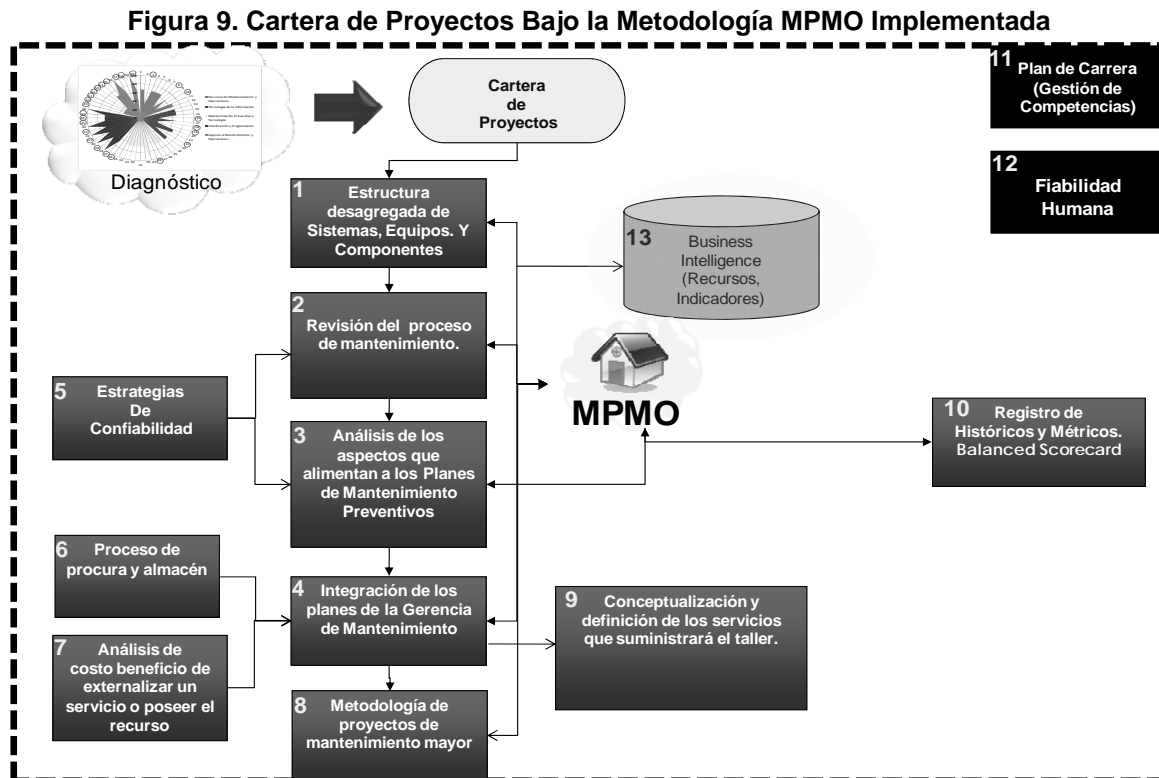 Figura 9. Cartera de Proyectos Bajo la Metodología MPMO Implementada
Diagnóstico
Cartera
de
Proyectos
11
Plan de Carrera
(Gestión de
Competencias)
12
Fiabilidad
Humana
1
Estructura
desagregada de
Sistemas, Equipos. Y
Componentes
13
Business
Intelligence
(Recursos,
Indicadores)
2
Revisión del proceso
de mantenimiento.
MPMO
5
Estrategias
De
Confiabilidad
3
Análisis de los
aspectos que
alimentan a los Planes
de Mantenimiento
Preventivos
10
Registro de
Históricos y Métricos.
Balanced Scorecard
6
Proceso de
procura y almacén
4
Integración de los
planes de la Gerencia
de Mantenimiento
9
Conceptualización y
definición de los servicios
que suministrará el taller.
7
Análisis de
costo beneficio de
externalizar un
servicio o poseer el
recurso
8
Metodología de
proyectos de
mantenimiento mayor